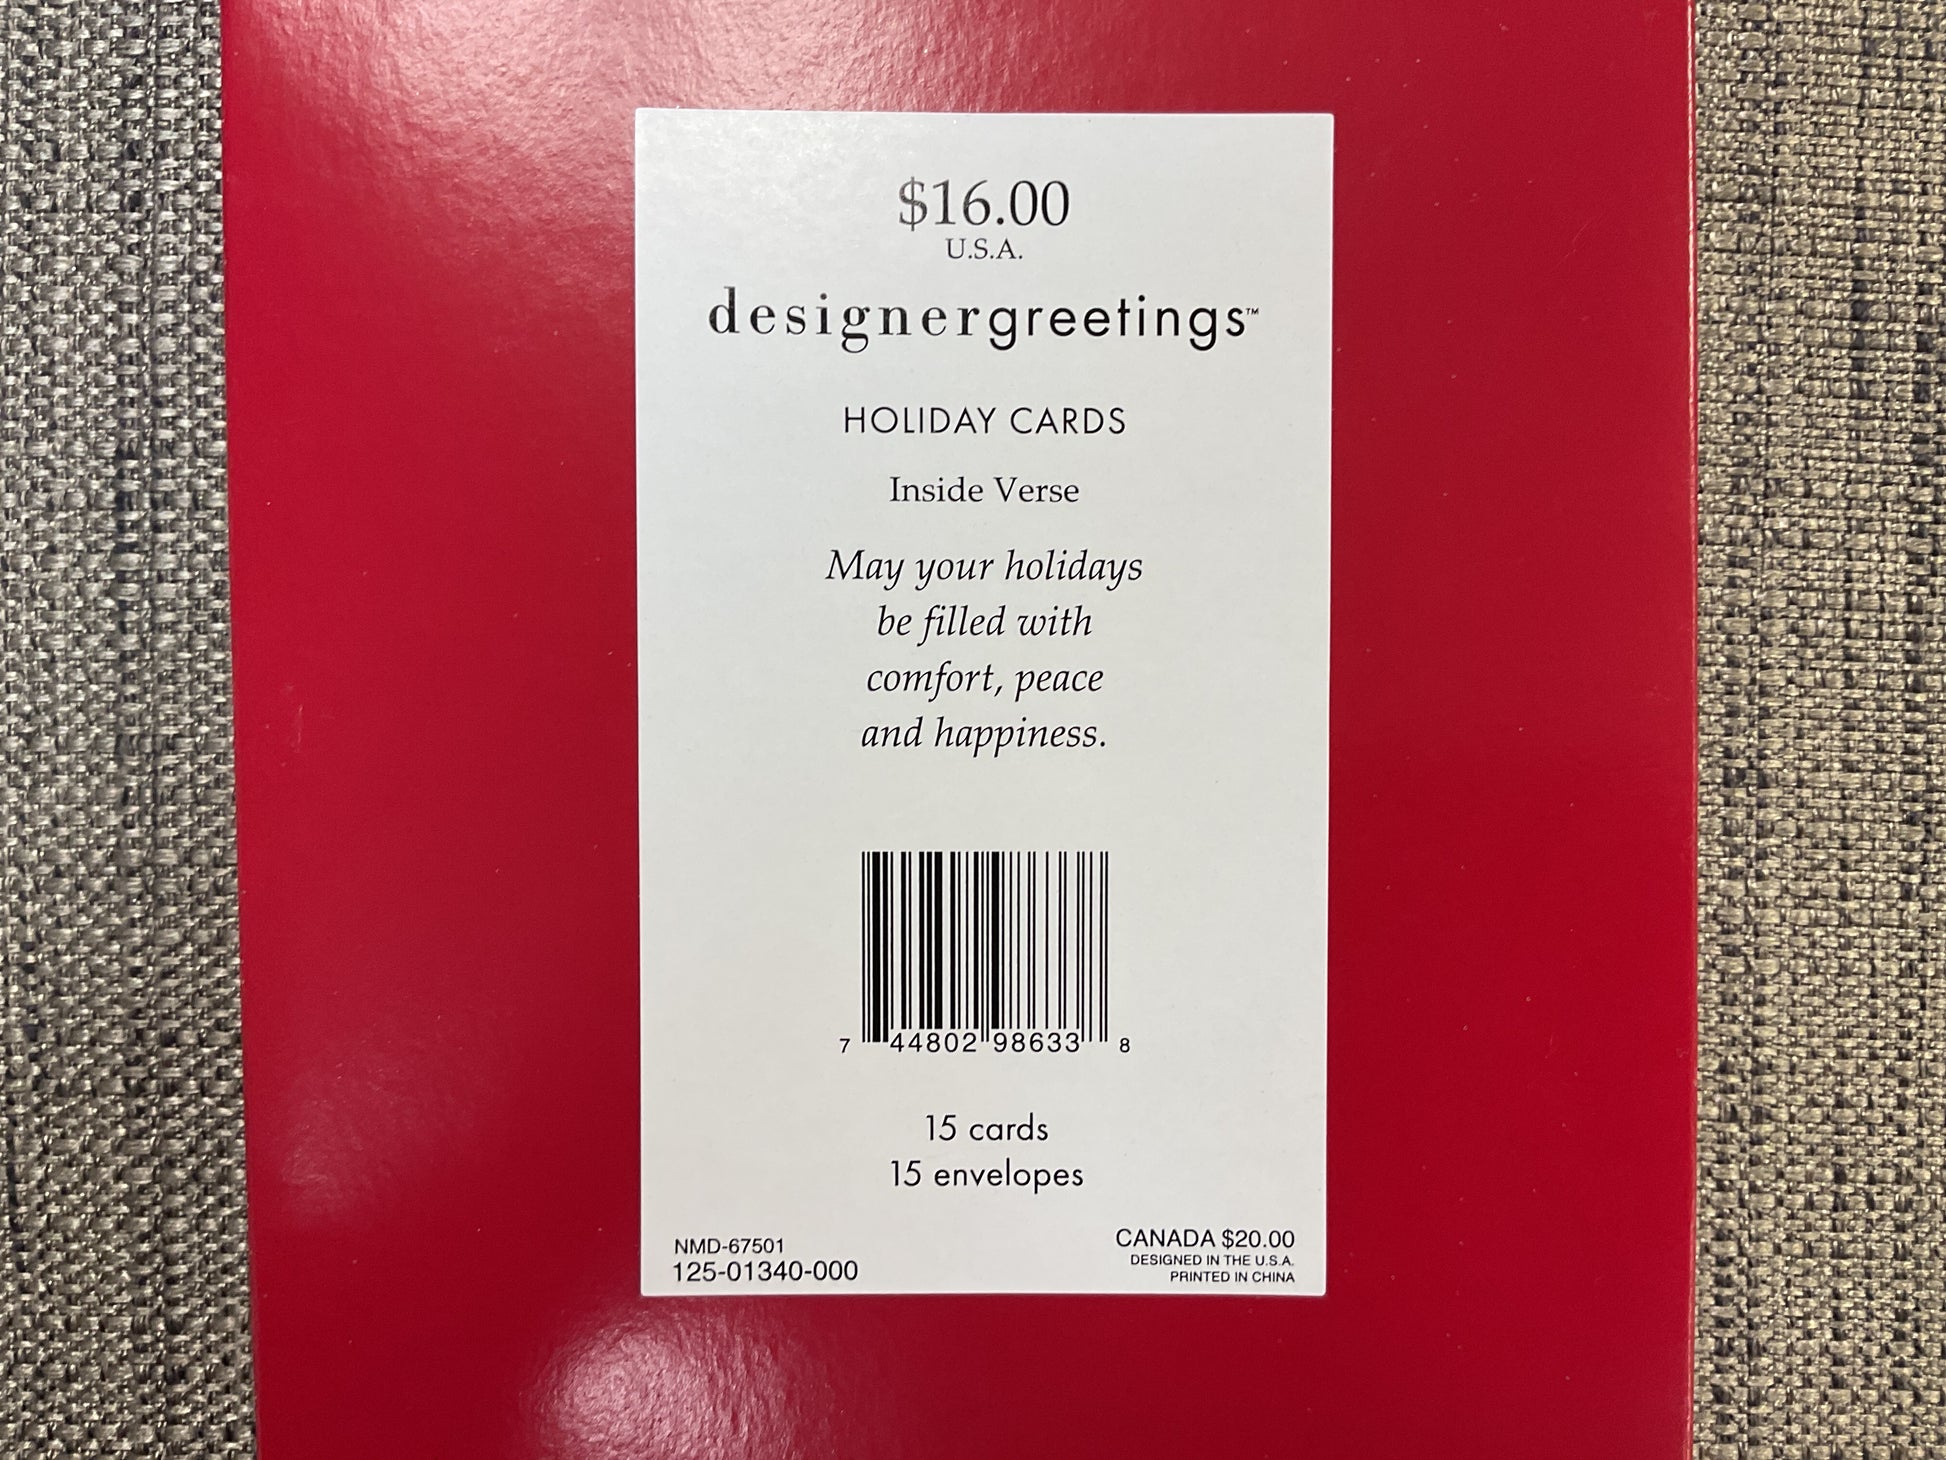 $16.00
U.S.A.
designergreetings™
HOLIDAY CARDS
Inside Verse
May your holidays
be filled with
comfort, peace
and happiness.
7 44802 98633 8
15 cards
15 envelopes
NMD-67501
125-01340-000
CANADA $20.00
DESIGNED IN THE U.S.A.
PRINTED IN CHINA